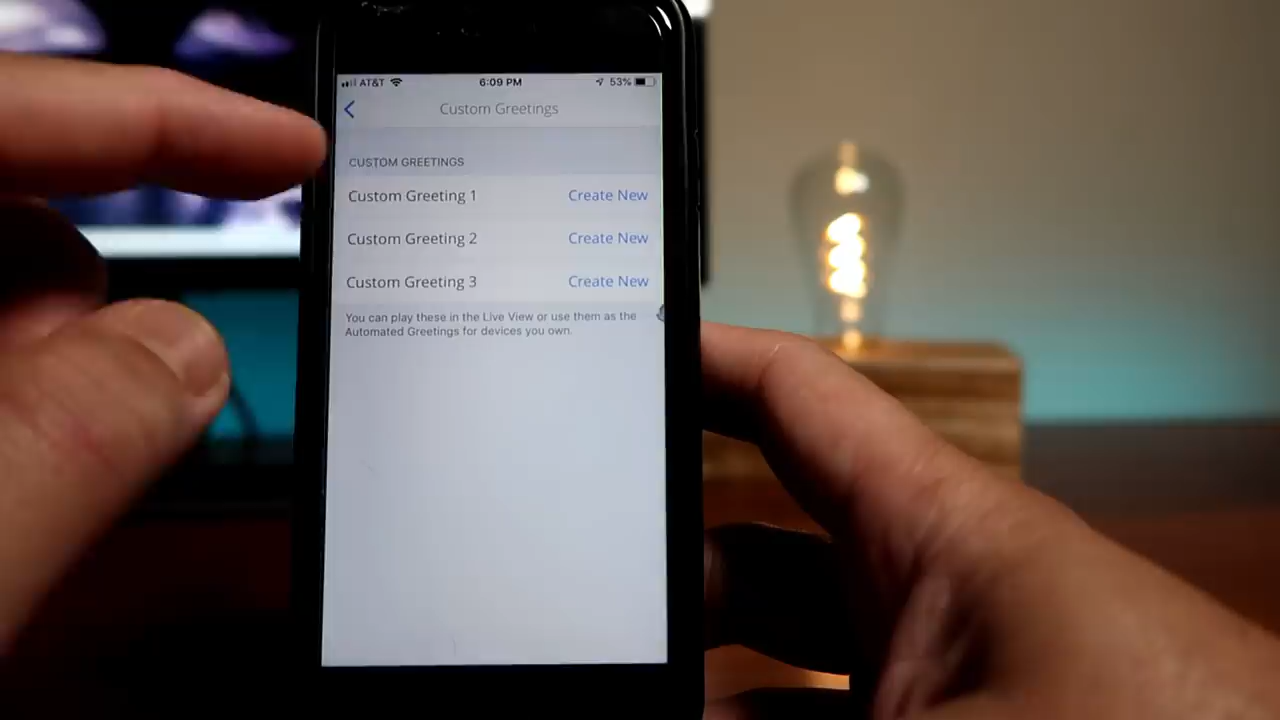 AT&T 6:09 PM 53%
Custom Greetings
CUSTOM GREETINGS
Custom Greeting 1 Create New
Custom Greeting 2 Create New
Custom Greeting 3 Create New
You can play these in the Live View or use them as the
Automated Greetings for devices you own.